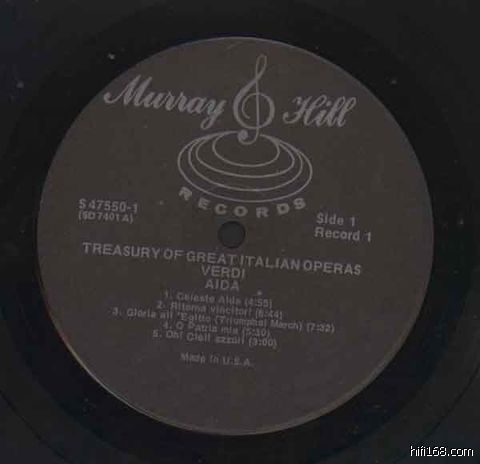 Murray Hill
RECORDS
S 47550-1
(SD 7401 A)
Side 1
Record 1
TREASURY OF GREAT ITALIAN OPERAS
VERDI
AIDA
1. Celeste Aida (4:55)
2. Ritorna vincitor! (6:44)
3. Gloria all 'Egitto (Triumphal March) (7:32)
4. O Patria mia (5:30)
5. Oh! Cieli azzuri (3:00)
Made in U.S.A.
hifi168.com